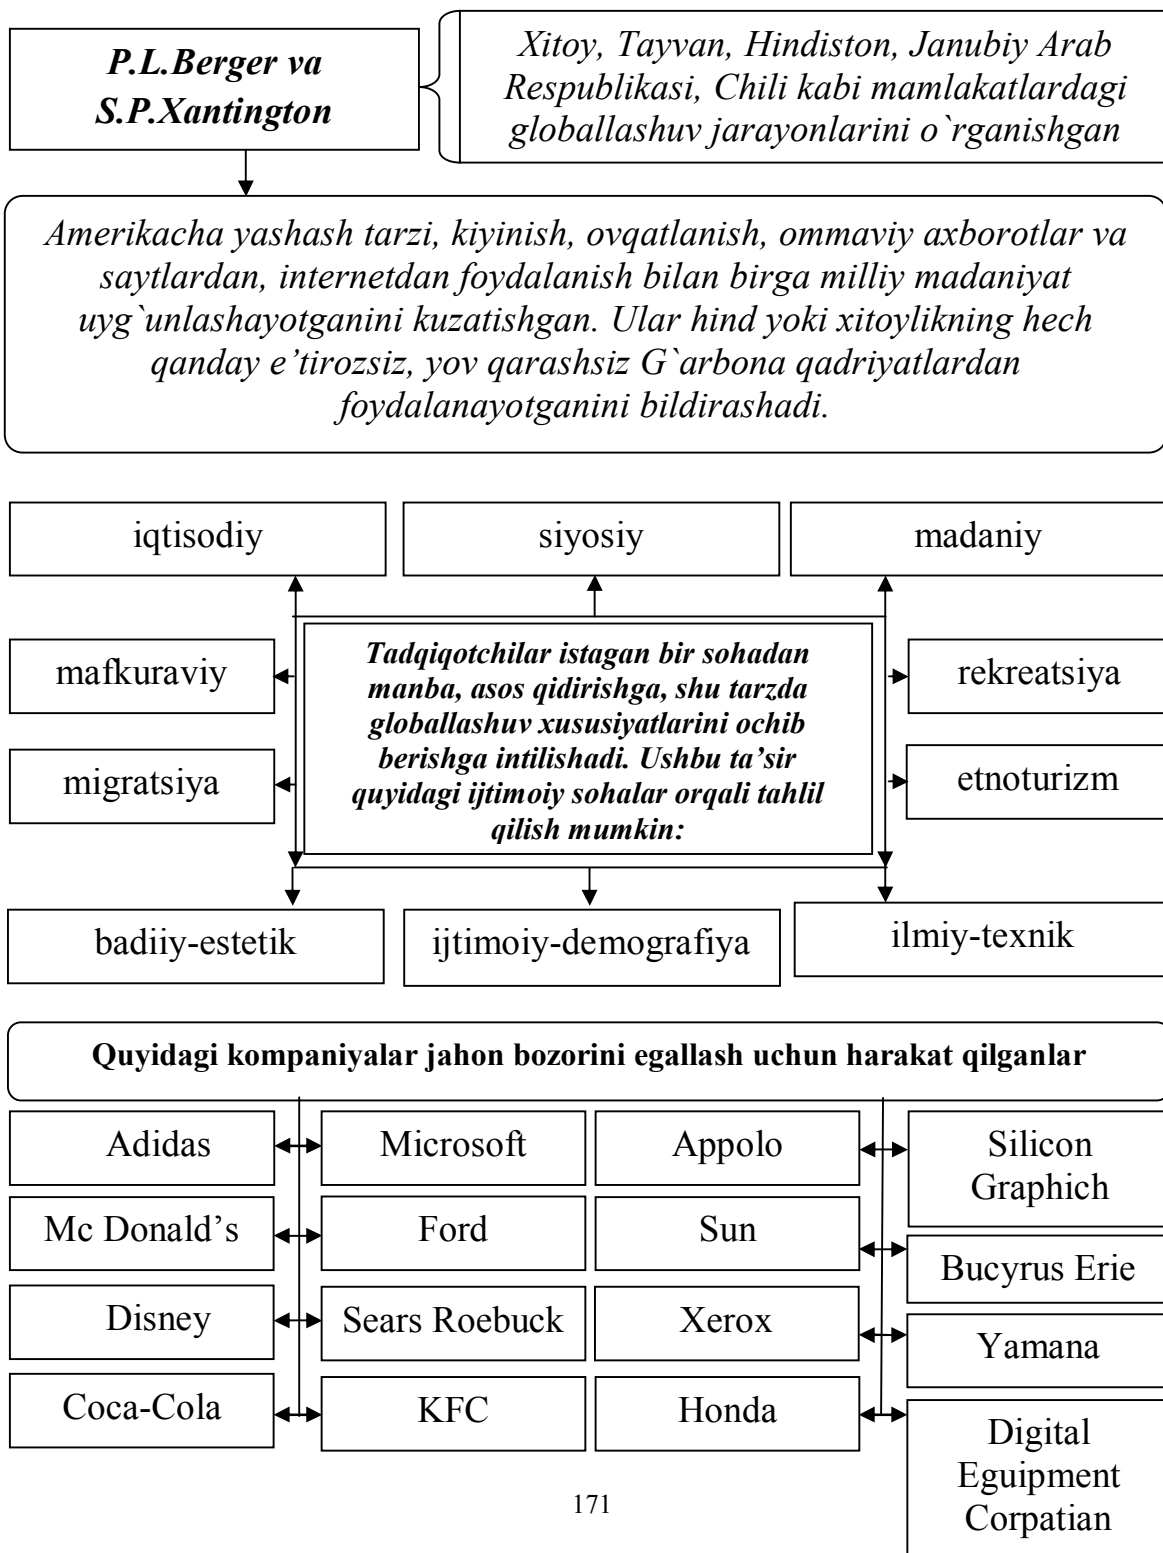 P.L.Berger va
S.P.Xantington
Xitoy, Tayvan, Hindiston, Janubiy Arab
Respublikasi, Chili kabi mamlakatlardagi
globallashuv jarayonlarini o`rganishgan
Amerikacha yashash tarzi, kiyinish, ovqatlanish, ommaviy axborotlar va
saytlardan, internetdan foydalanish bilan birga milliy madaniyat
uyg`unlashayotganini kuzatishgan. Ular hind yoki xitoylikning hech
qanday e’tirozsiz, yov qarashsiz G`arbona qadriyatlardan
foydalanayotganini bildirashadi.
iqtisodiy
siyosiy
madaniy
mafkuraviy
migratsiya
Tadqiqotchilar istagan bir sohadan
manba, asos qidirishga, shu tarzda
globallashuv xususiyatlarini ochib
berishga intilishadi. Ushbu ta’sir
quyidagi ijtimoiy sohalar orqali tahlil
qilish mumkin:
rekreatsiya
etnoturizm
badiiy-estetik
ijtimoiy-demografiya
ilmiy-texnik
Quyidagi kompaniyalar jahon bozorini egallash uchun harakat qilganlar
Adidas
Microsoft
Appolo
Silicon
Graphich
Mc Donald’s
Ford
Sun
Bucyrus Erie
Disney
Sears Roebuck
Xerox
Yamana
Coca-Cola
KFC
Honda
Digital
Eguipment
Corpatian
171